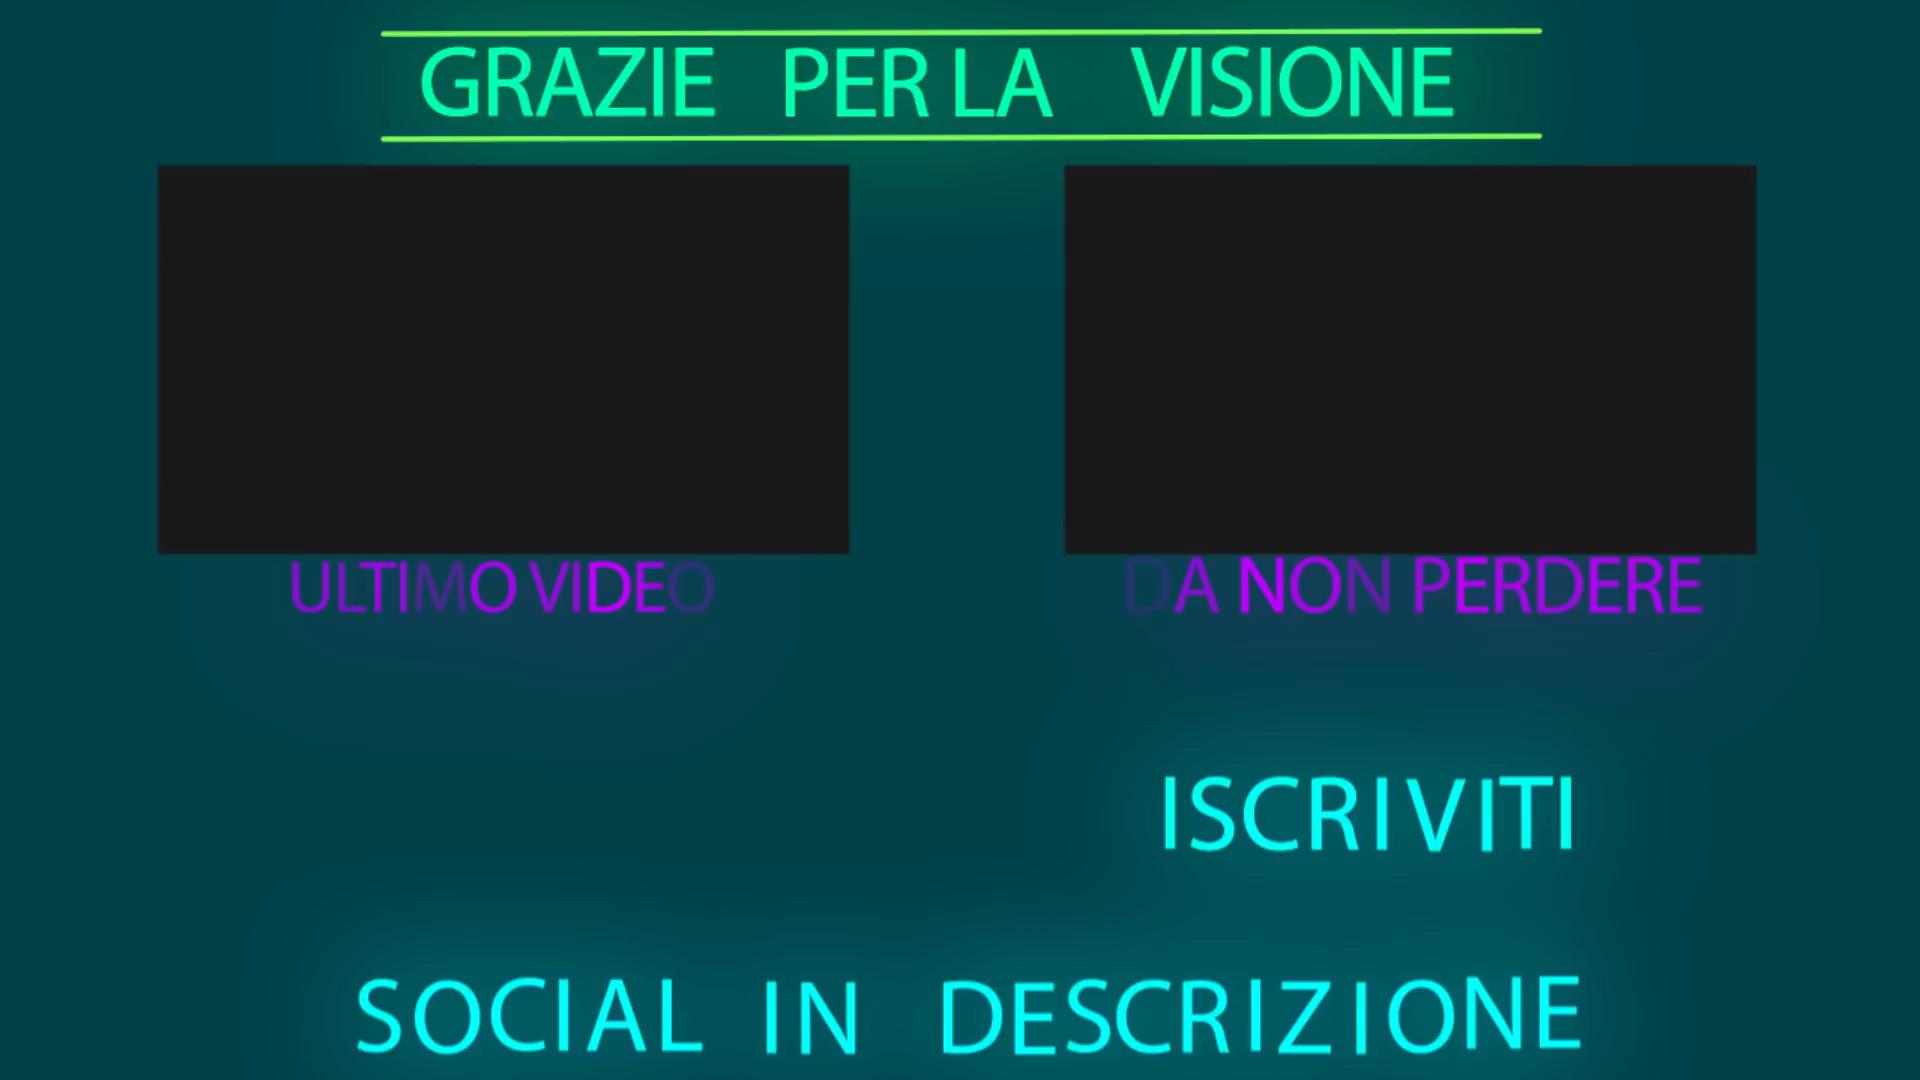 GRAZIE PER LA VISIONE
ULTIMO VIDEO
DA NON PERDERE
ISCRIVITI
SOCIAL IN DESCRIZIONE